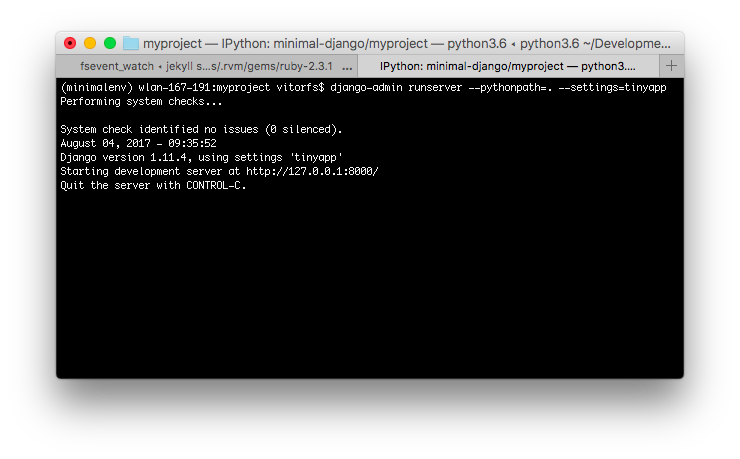 myproject — IPython: minimal-django/myproject — python3.6 ◂ python3.6 ~/Developme...
fsevent_watch ◂ jekyll s...s/.rvm/gems/ruby-2.3.1 ...
IPython: minimal-django/myproject — python3.... +
(minimalenv) wlan-167-191:myproject vitorfs$ django-admin runserver --pythonpath=. --settings=tinyapp
Performing system checks...
System check identified no issues (0 silenced).
August 04, 2017 - 09:35:52
Django version 1.11.4, using settings 'tinyapp'
Starting development server at http://127.0.0.1:8000/
Quit the server with CONTROL-C.